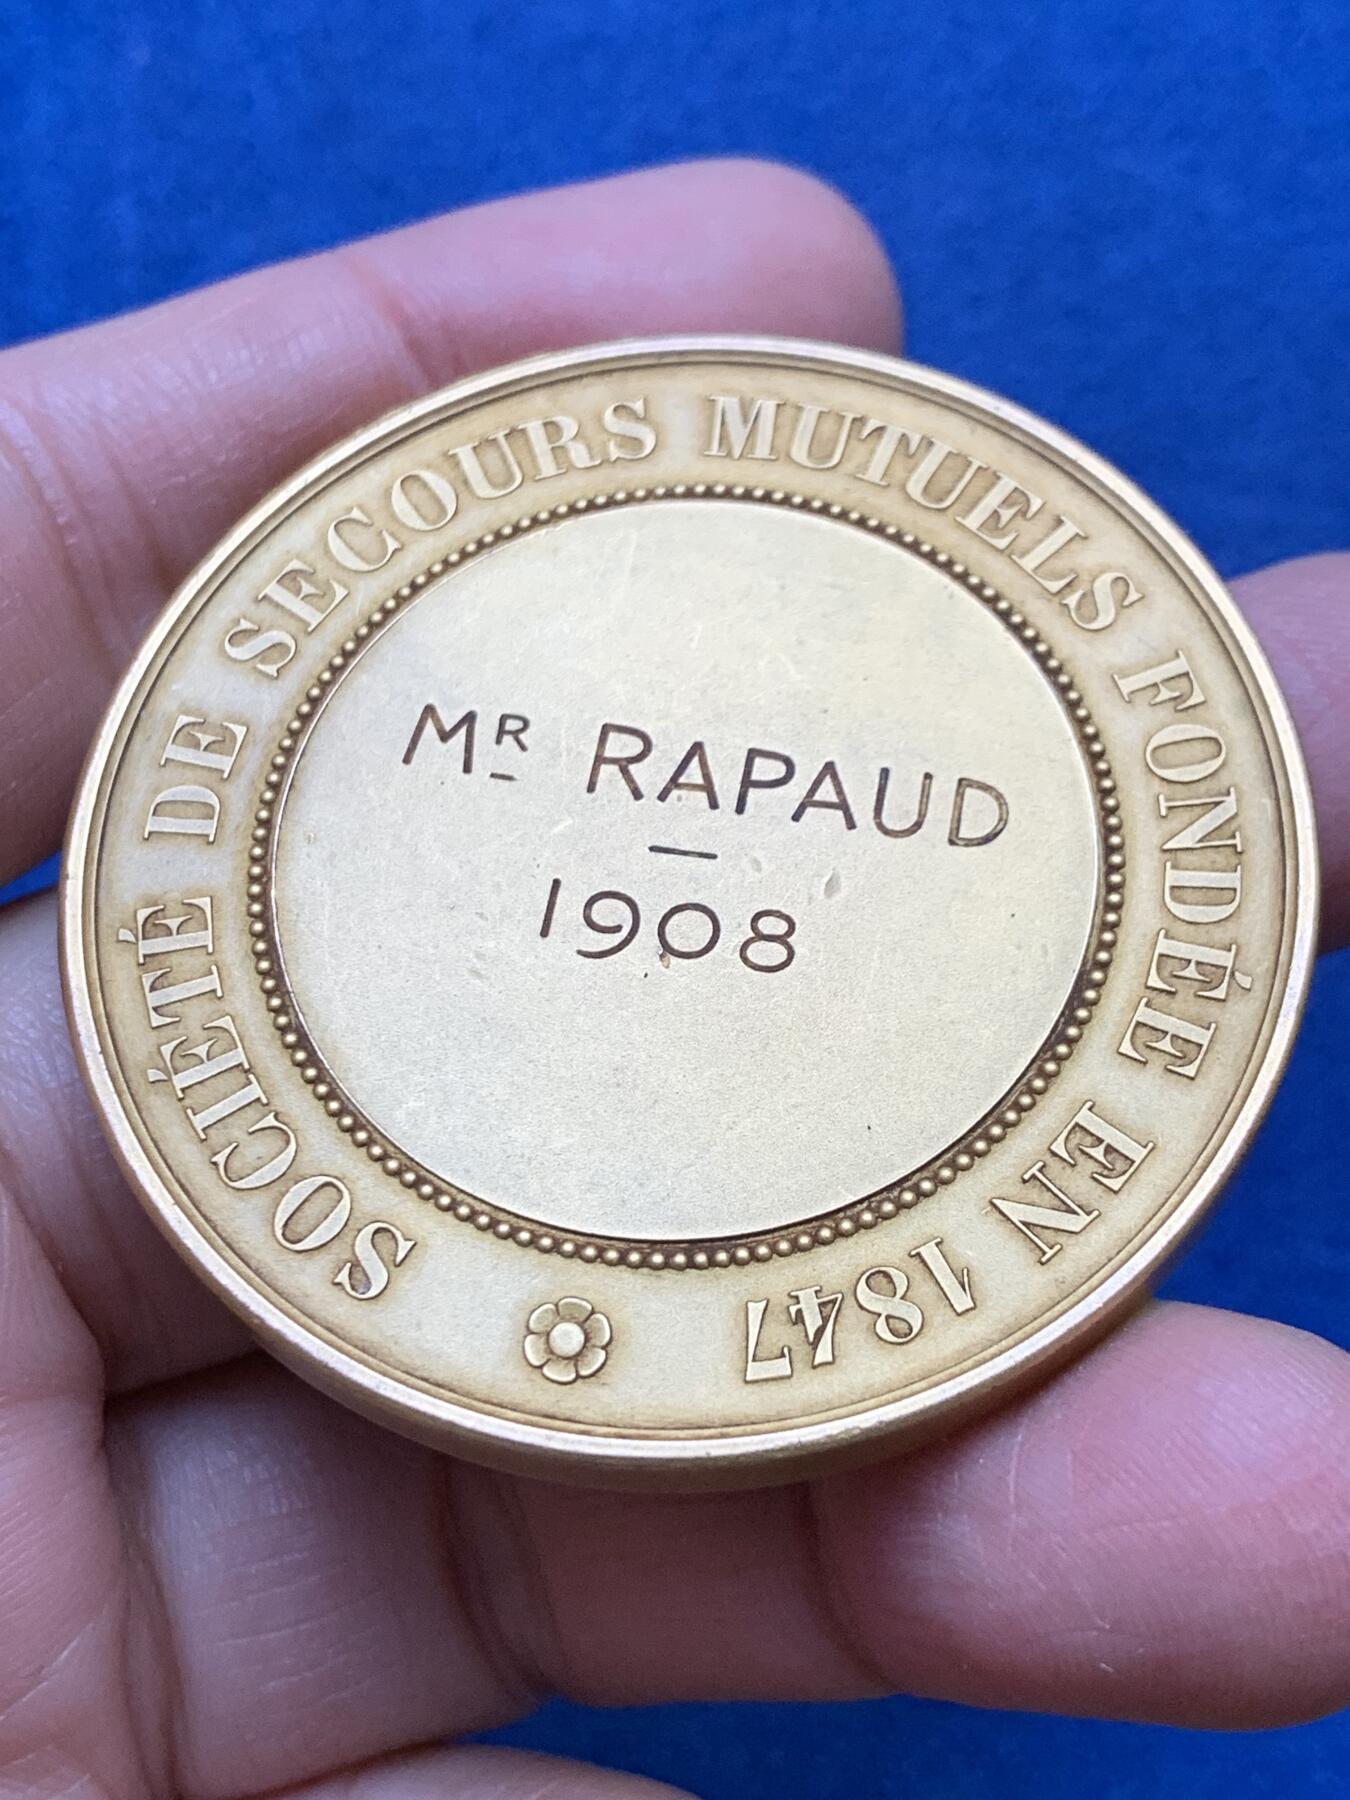 SOCIÉTÉ DE SECOURS MUTUELS FONDÉE EN 1847
MR RAPAUD
—
1908